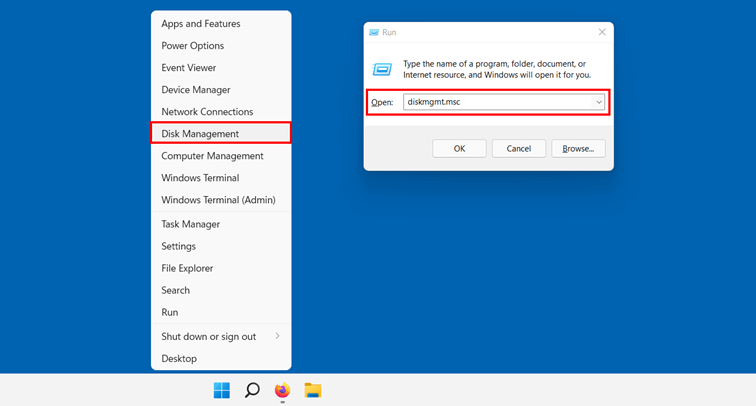 Apps and Features
Power Options
Event Viewer
Device Manager
Network Connections
Disk Management
Computer Management
Windows Terminal
Windows Terminal (Admin)
Task Manager
Settings
File Explorer
Search
Run
Shut down or sign out
Desktop
Run
Type the name of a program, folder, document, or
Internet resource, and Windows will open it for you.
Open: diskmgmt.msc
OK Cancel Browse...